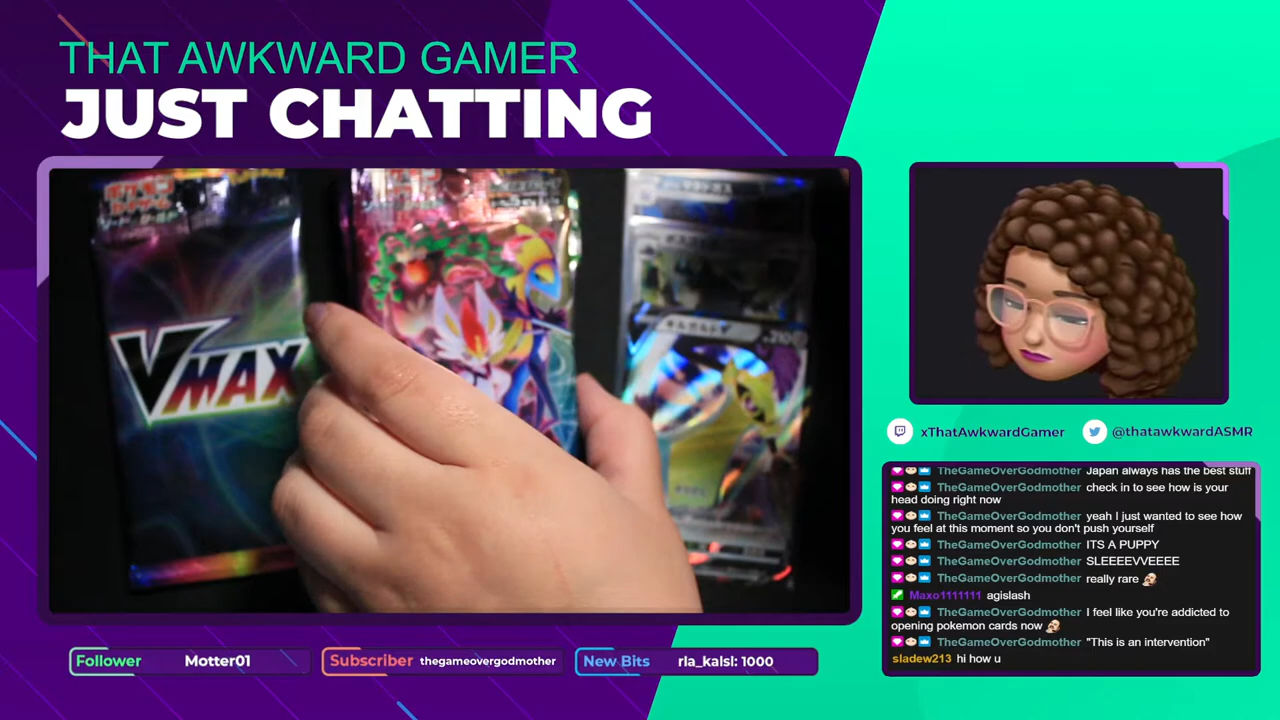 THAT AWKWARD GAMER
JUST CHATTING
VMAX
xThatAwkwardGamer
@thatawkwardASMR
TheGameOverGodmother Japan always has the best stuff
TheGameOverGodmother check in to see how is your
head doing right now
TheGameOverGodmother yeah I just wanted to see how
you feel at this moment so you don't push yourself
TheGameOverGodmother ITS A PUPPY
TheGameOverGodmother SLEEEEVVEEEE
TheGameOverGodmother really rare
Maxo1111111 agislash
TheGameOverGodmother I feel like you're addicted to
opening pokemon cards now
TheGameOverGodmother "This is an intervention"
sladew213 hi how u
Follower Motter01
Subscriber thegameovergodmother
New Bits rla_kalsl: 1000